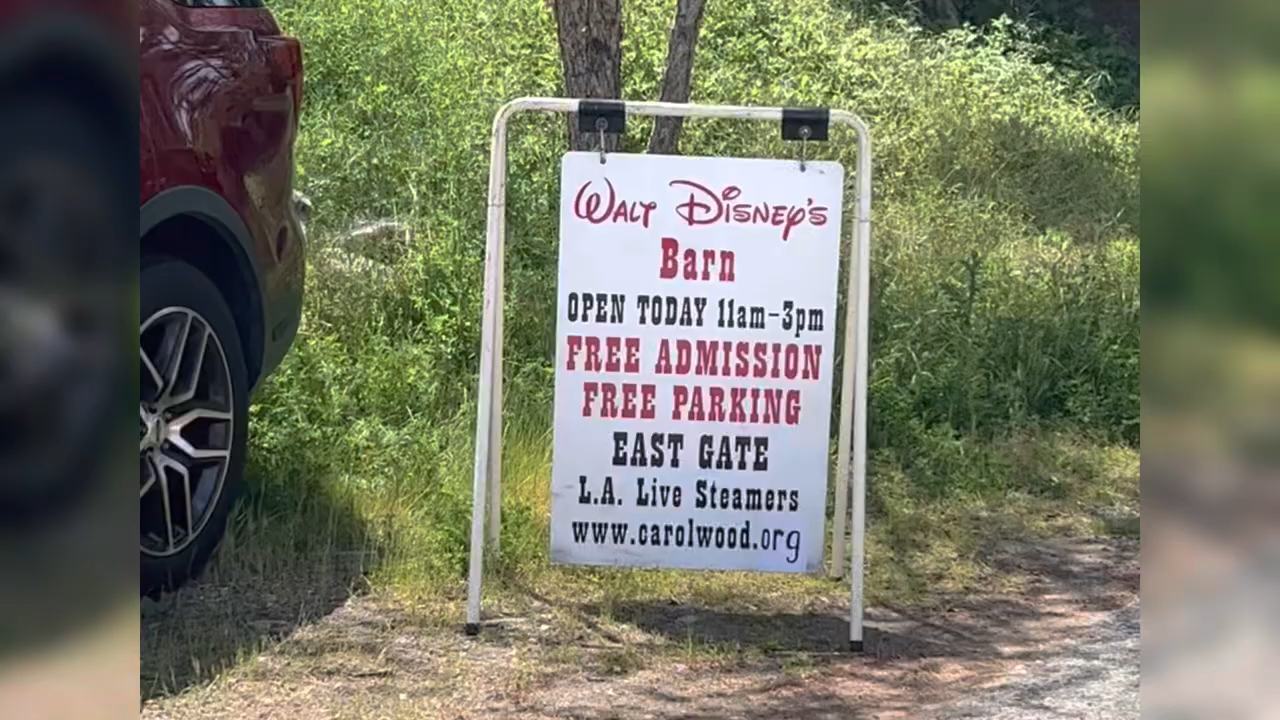 Walt Disney's
Barn
OPEN TODAY 11am-3pm
FREE ADMISSION
FREE PARKING
EAST GATE
L.A. Live Steamers
www.carolwood.org